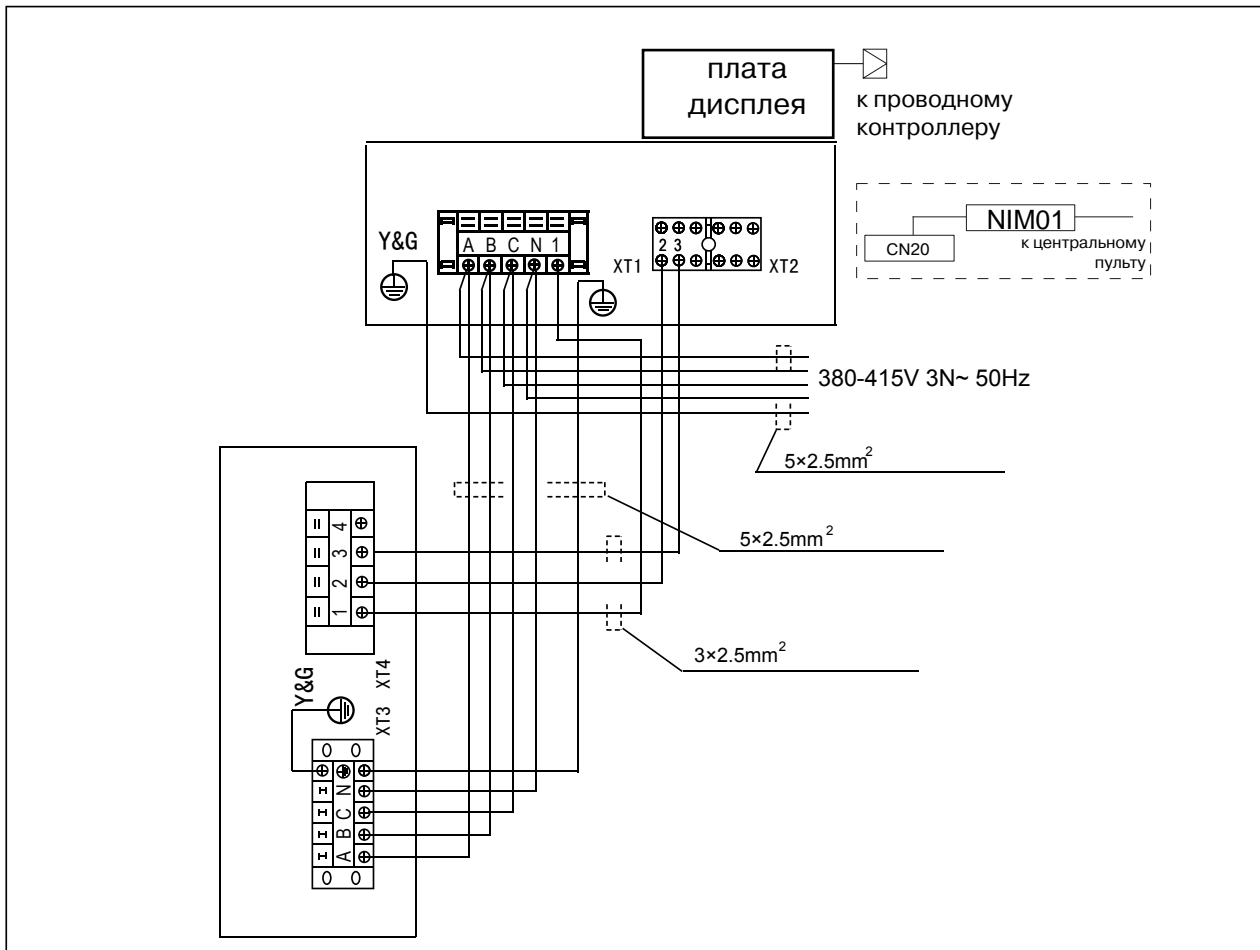 плата
дисплея
к проводному
контроллеру
NIM01
CN20
к центральному
пульту
Y&G
A B C N 1
2 3
XT1
XT2
380-415V 3N~ 50Hz
5×2.5mm²
5×2.5mm²
3×2.5mm²
4
3
2
1
Y&G
XT4
XT3
N
C
B
A